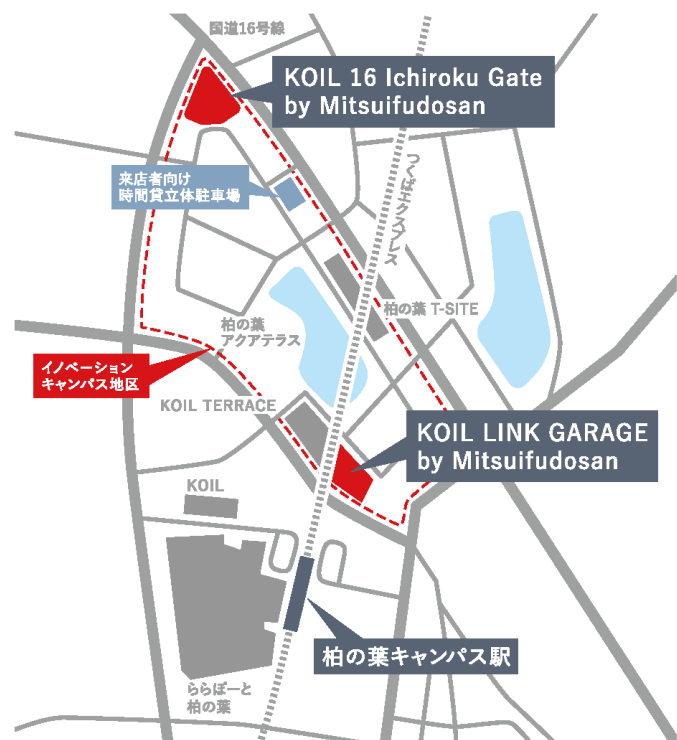 国道16号線
KOIL 16 Ichiroku Gate
by Mitsuifudosan
つくばエクスプレス
来店者向け
時間貸立体駐車場
柏の葉 T-SITE
柏の葉
アクアテラス
イノベーション
キャンパス地区
KOIL TERRACE
KOIL LINK GARAGE
by Mitsuifudosan
KOIL
柏の葉キャンパス駅
ららぽーと
柏の葉